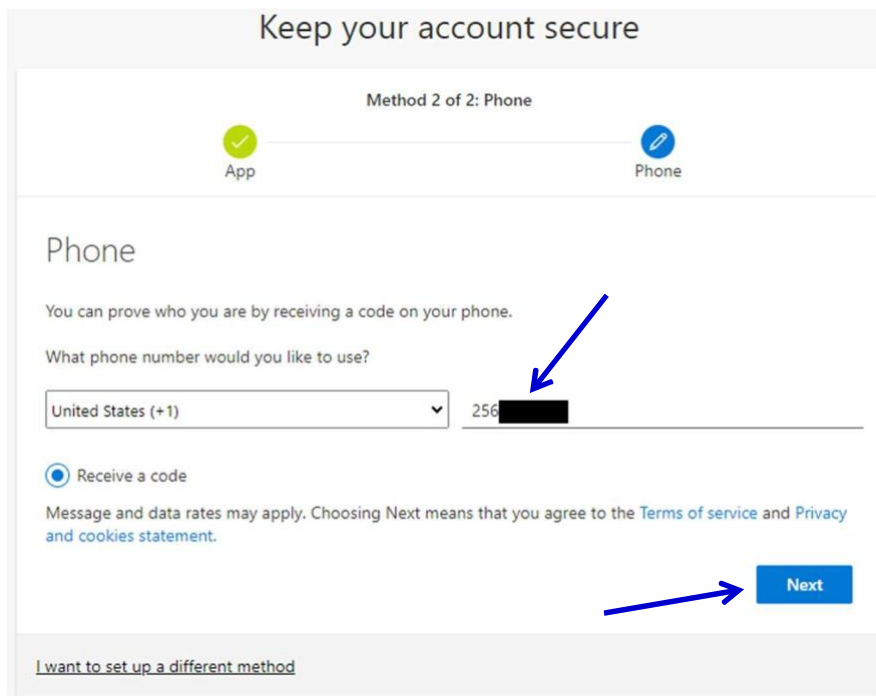 Keep your account secure
Method 2 of 2: Phone
App
Phone
Phone
You can prove who you are by receiving a code on your phone.
What phone number would you like to use?
United States (+1)
256
Receive a code
Message and data rates may apply. Choosing Next means that you agree to the Terms of service and Privacy
and cookies statement.
Next
I want to set up a different method